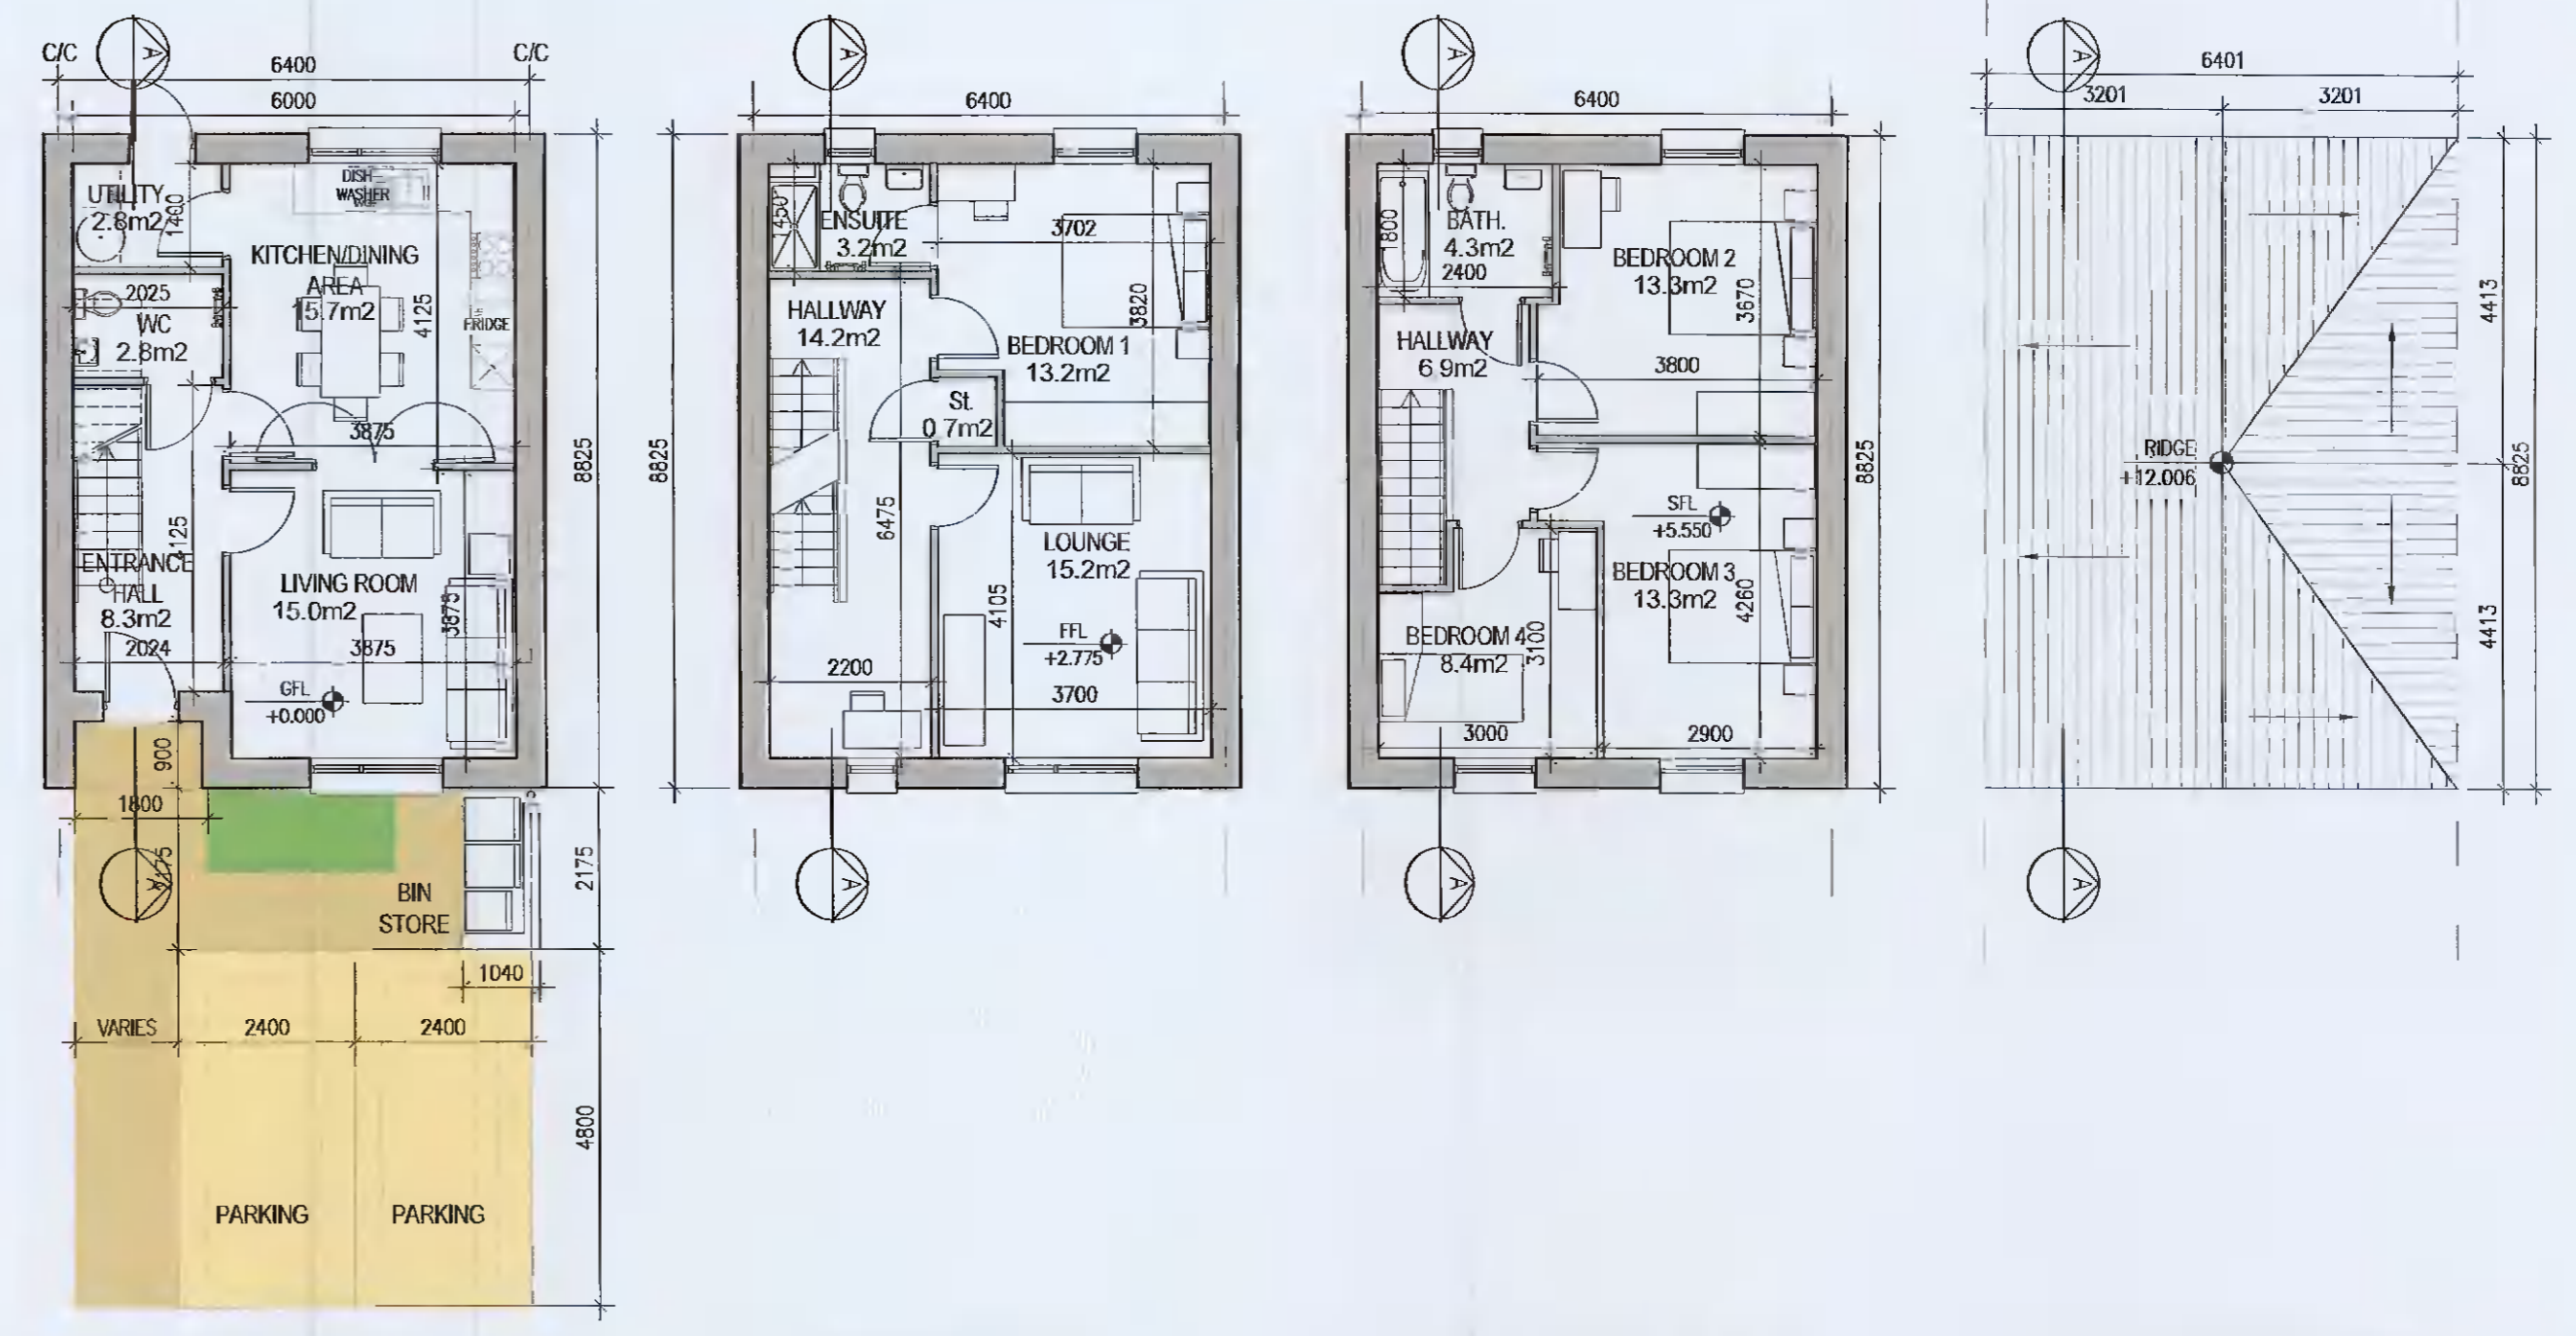 C/C
C/C
6400
6000
A
UTILITY
2.8m2
1400
DISH-
WASHER
KITCHEN/DINING
AREA
15.7m2
4125
2025
WC
2.8m2
FRIDGE
3875
4125
ENTRANCE
HALL
8.3m2
2024
LIVING ROOM
15.0m2
3875
3875
GFL
+0.000
900
1800
2175
A
BIN
STORE
1040
VARIES
2400
2400
PARKING
PARKING
8825
2175
4800
A
6400
8825
1450
ENSUITE
3.2m2
3702
3820
HALLWAY
14.2m2
BEDROOM 1
13.2m2
St.
0.7m2
6475
LOUNGE
15.2m2
4105
FFL
+2.775
2200
3700
A
A
6400
1800
BATH.
4.3m2
2400
BEDROOM 2
13.3m2
3670
HALLWAY
6.9m2
3800
8825
SFL
+5.550
BEDROOM 3
13.3m2
4260
BEDROOM 4
8.4m2
3100
3000
2900
A
A
6401
3201
3201
RIDGE
+12.006
4413
8825
4413
A